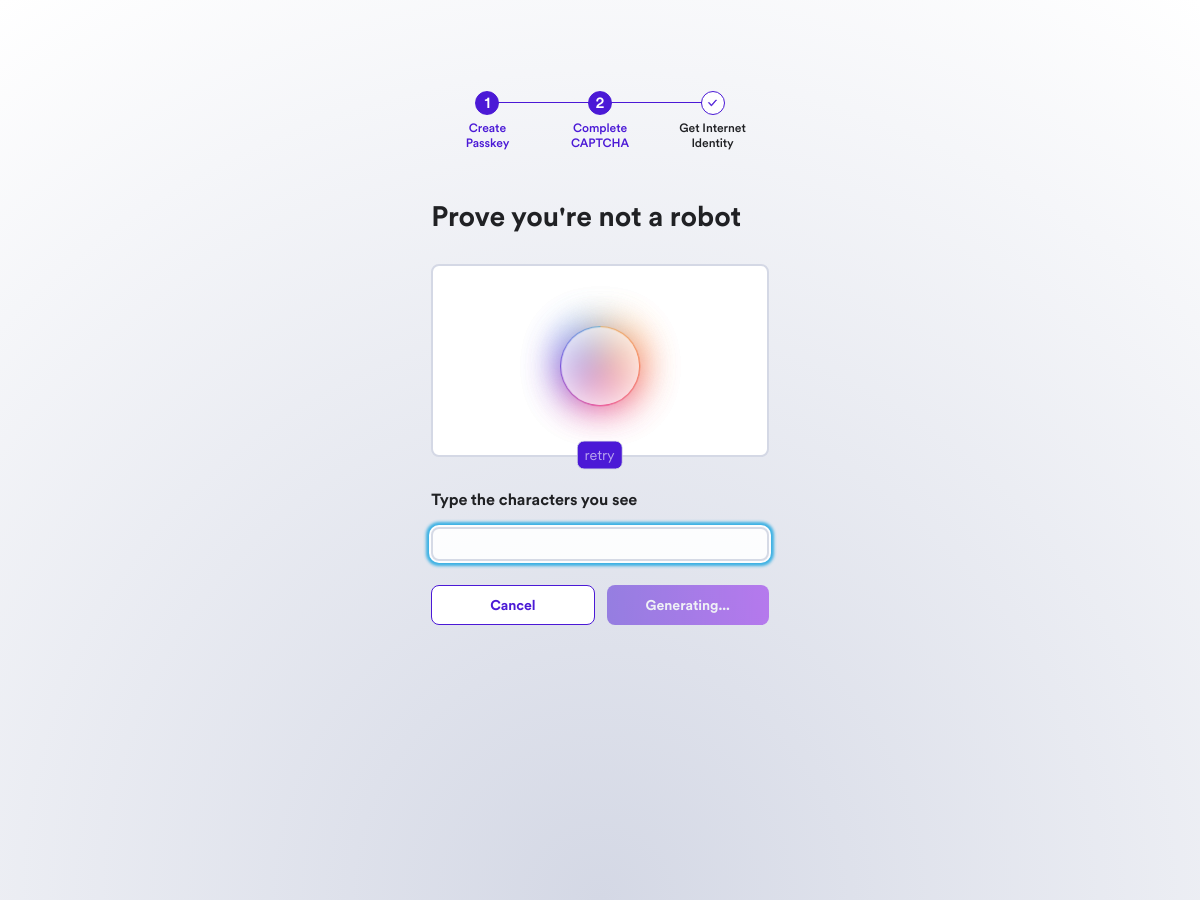 1
2
Create
Passkey
Complete
CAPTCHA
Get Internet
Identity
Prove you're not a robot
retry
Type the characters you see
Cancel
Generating...